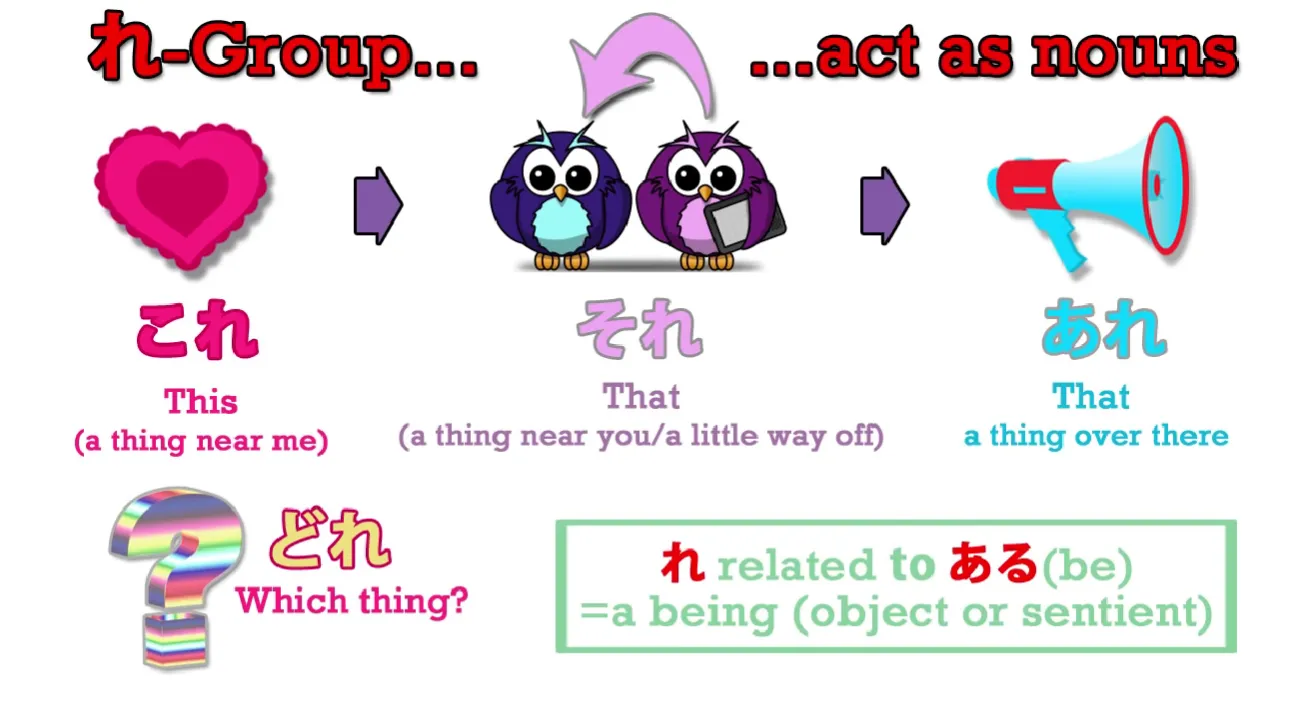 れ-Group... ...act as nouns
これ
This
(a thing near me)
それ
That
(a thing near you/a little way off)
あれ
That
a thing over there
どれ
Which thing?
れ related to ある(be)
=a being (object or sentient)